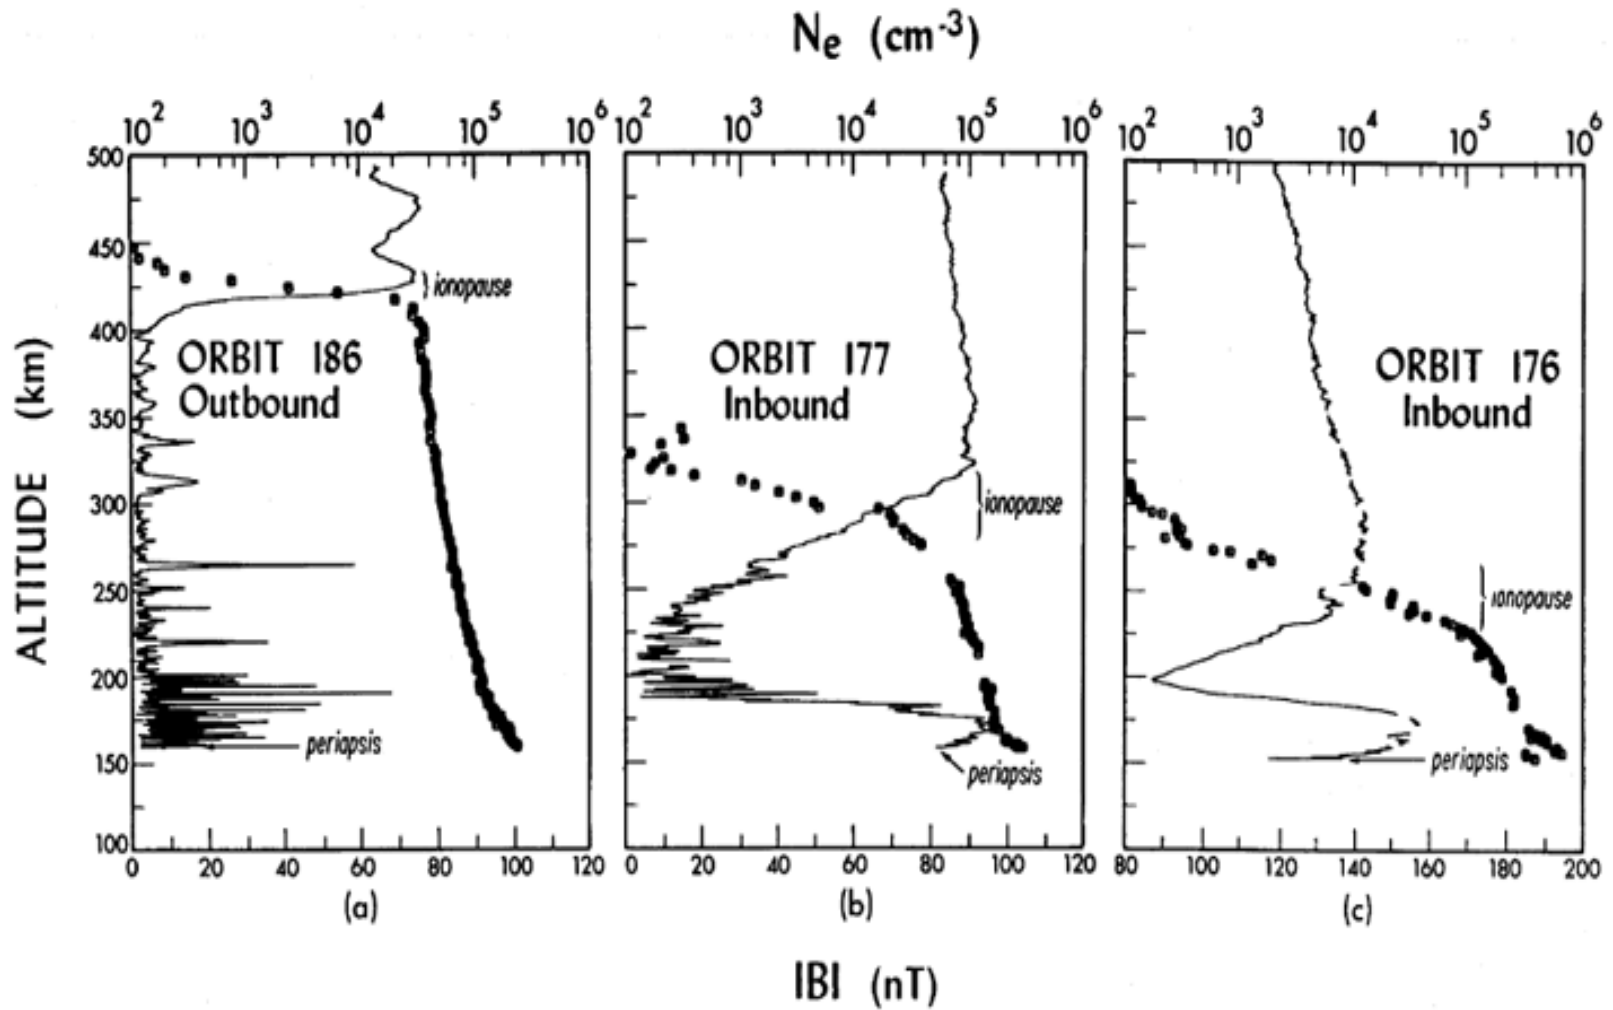 Ne (cm-3)
10² 10³ 10⁴ 10⁵ 10⁶
10² 10³ 10⁴ 10⁵ 10⁶
10² 10³ 10⁴ 10⁵ 10⁶
ALTITUDE (km)
500
450
400
350
300
250
200
150
100
ionopause
ORBIT 186
Outbound
periapsis
0 20 40 60 80 100 120
(a)
ORBIT 177
Inbound
ionopause
periapsis
0 20 40 60 80 100 120
(b)
ORBIT 176
Inbound
ionopause
periapsis
80 100 120 140 160 180 200
(c)
|B| (nT)